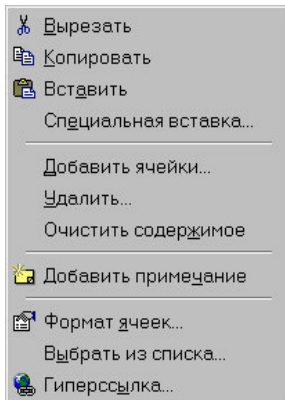 Вырезать
Копировать
Вставить
Специальная вставка...
Добавить ячейки...
Удалить...
Очистить содержимое
Добавить примечание
Формат ячеек...
Выбрать из списка...
Гиперссылка...